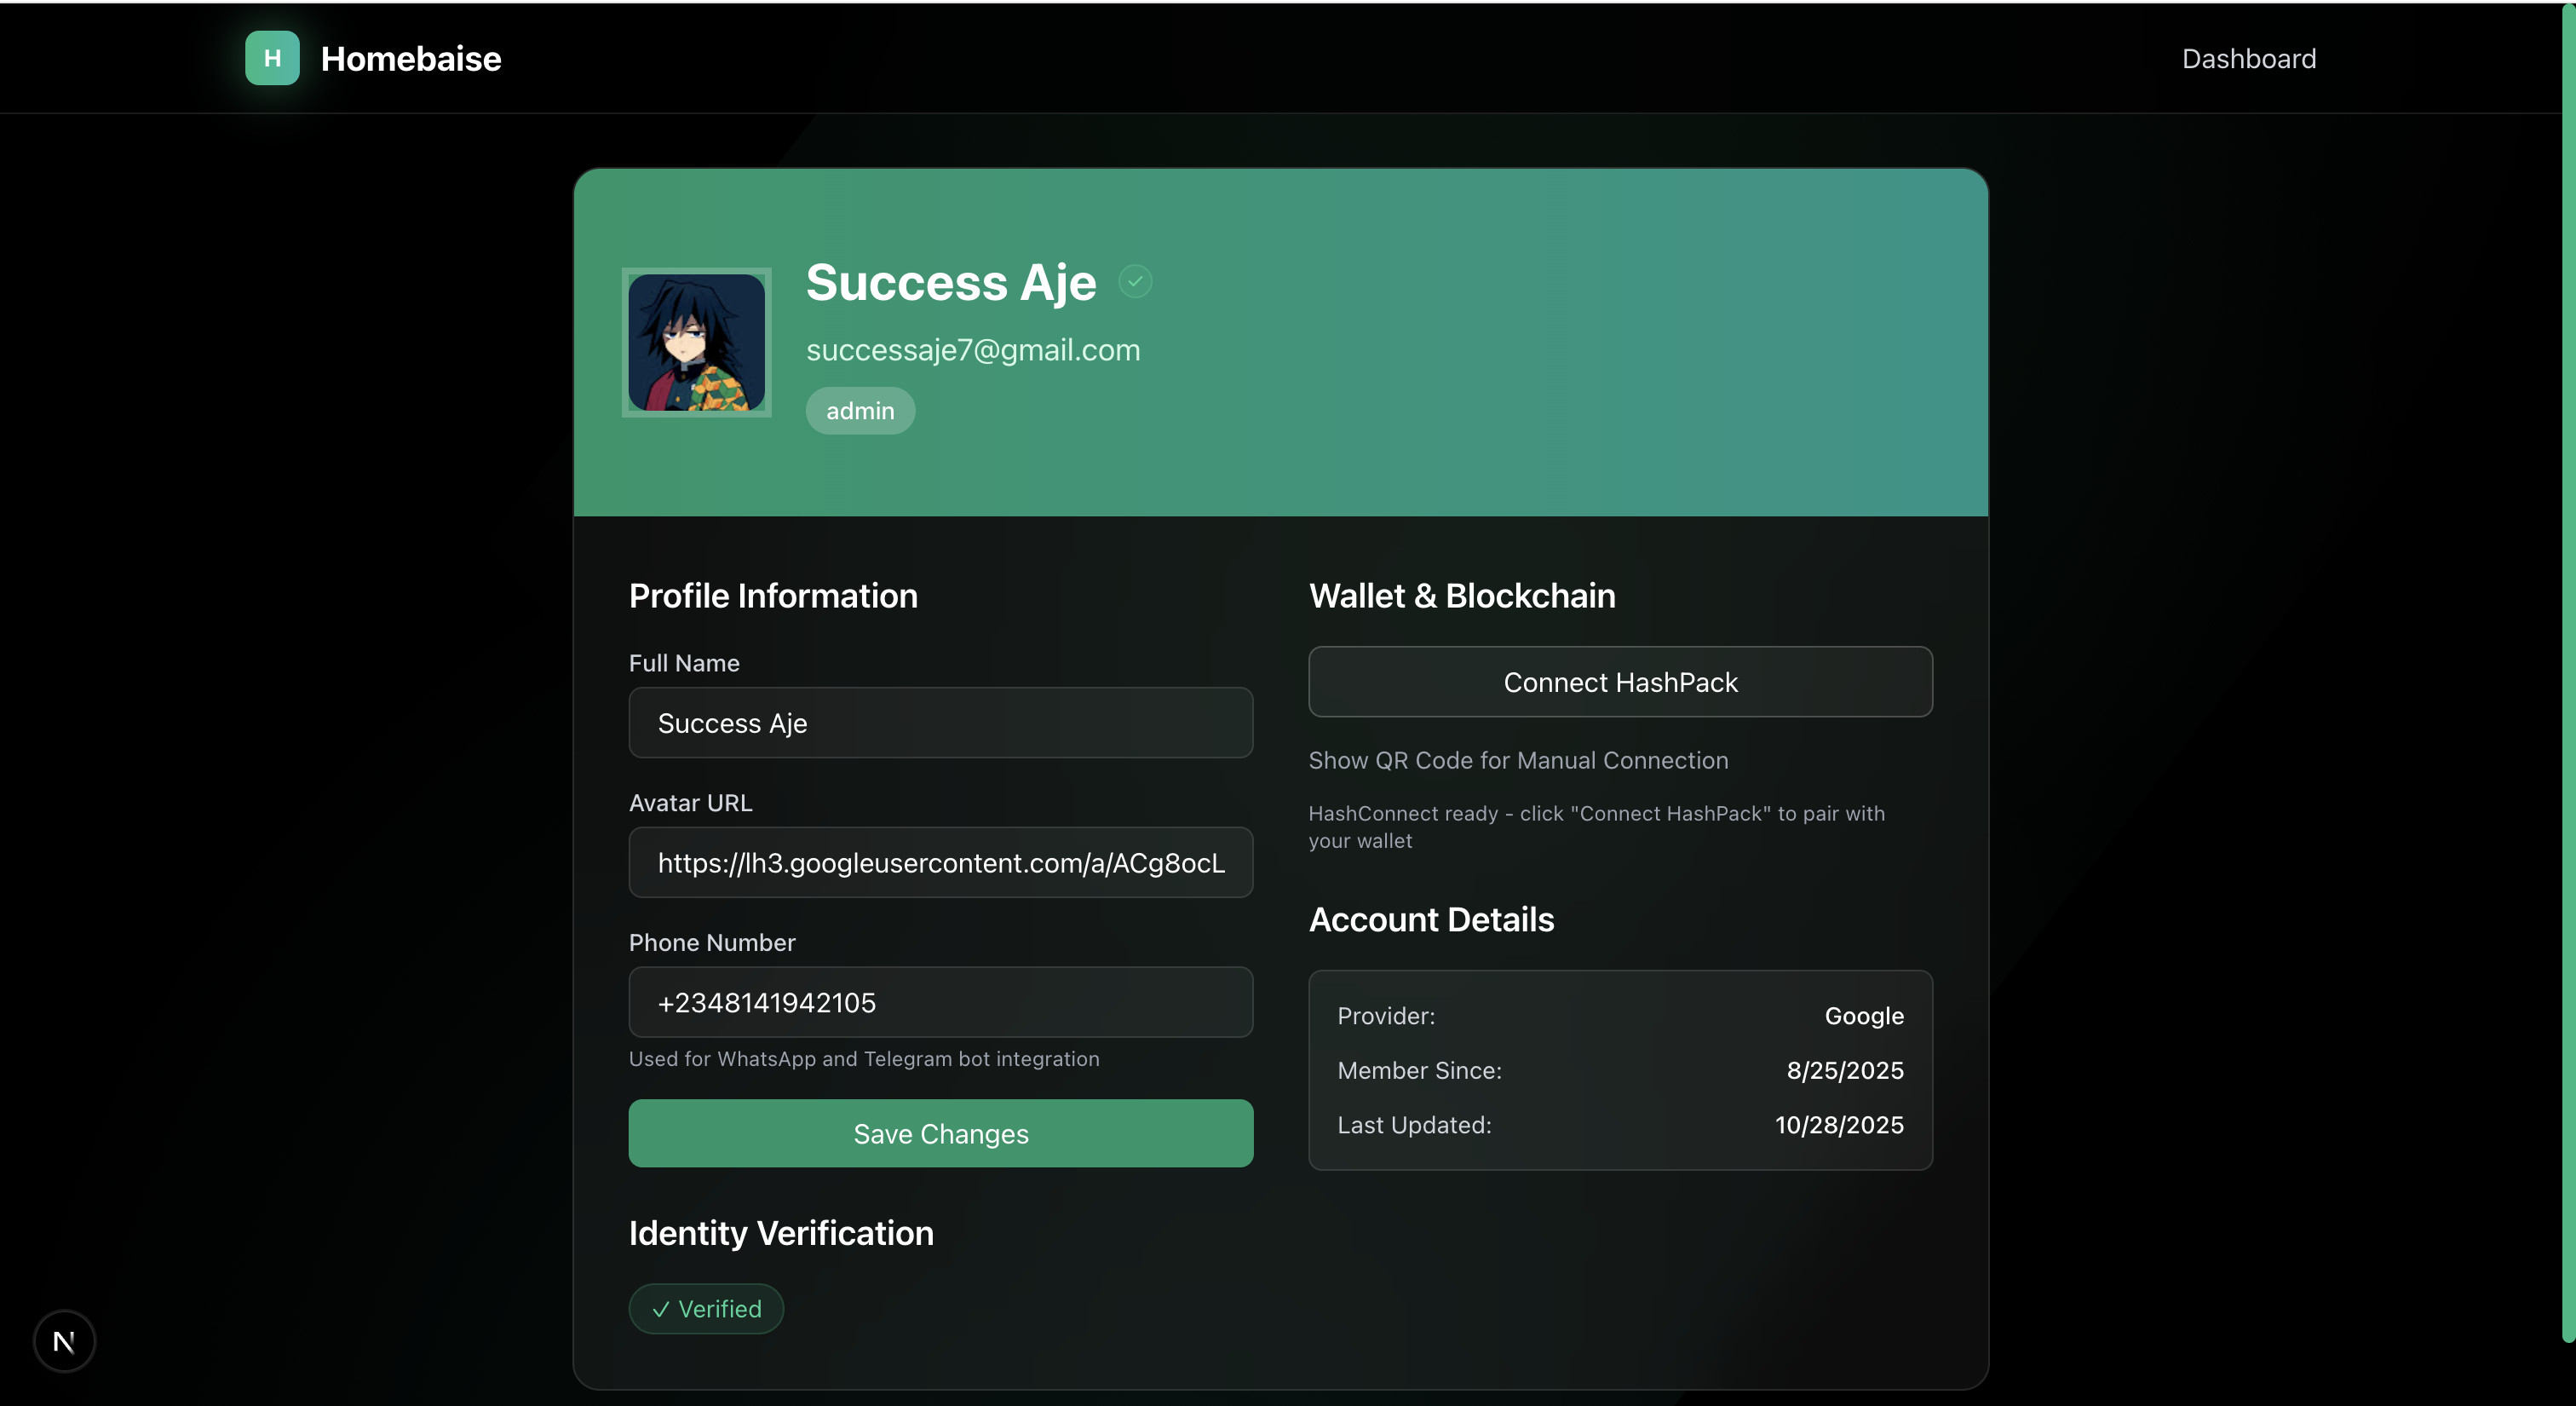 H
Homebaise
Dashboard
Success Aje
successaje7@gmail.com
admin
Profile Information
Full Name
Success Aje
Avatar URL
https://lh3.googleusercontent.com/a/ACg8ocL
Phone Number
+2348141942105
Used for WhatsApp and Telegram bot integration
Save Changes
Identity Verification
✓ Verified
Wallet & Blockchain
Connect HashPack
Show QR Code for Manual Connection
HashConnect ready - click "Connect HashPack" to pair with
your wallet
Account Details
Provider: Google
Member Since: 8/25/2025
Last Updated: 10/28/2025
N